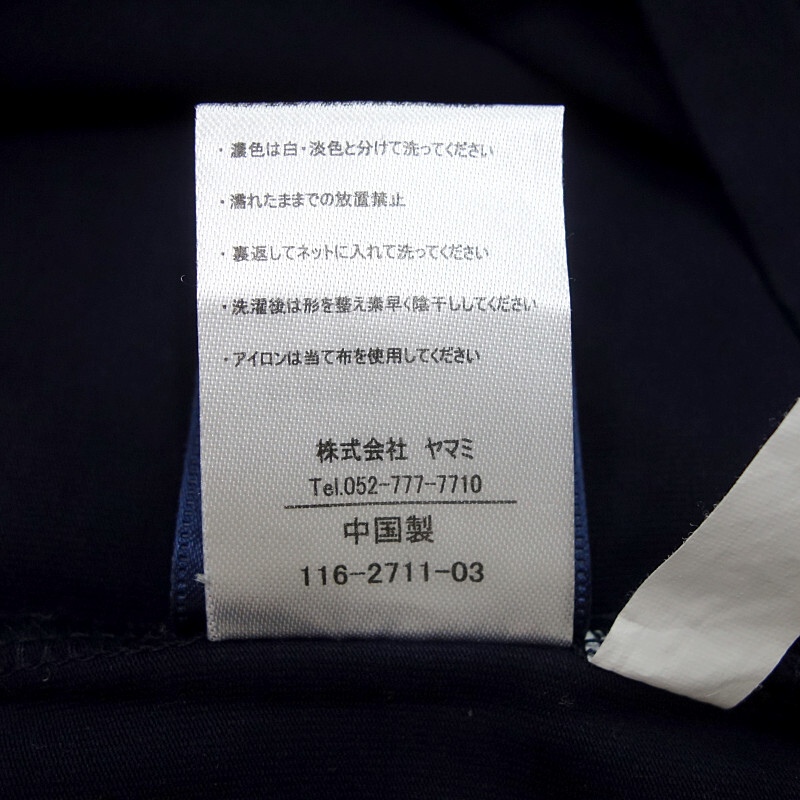 ・濃色は白・淡色と分けて洗ってください
・濡れたままでの放置禁止
・裏返してネットに入れて洗ってください
・洗濯後は形を整え素早く陰干ししてください
・アイロンは当て布を使用してください
株式会社 ヤマミ
Tel.052-777-7710
中国製
116-2711-03